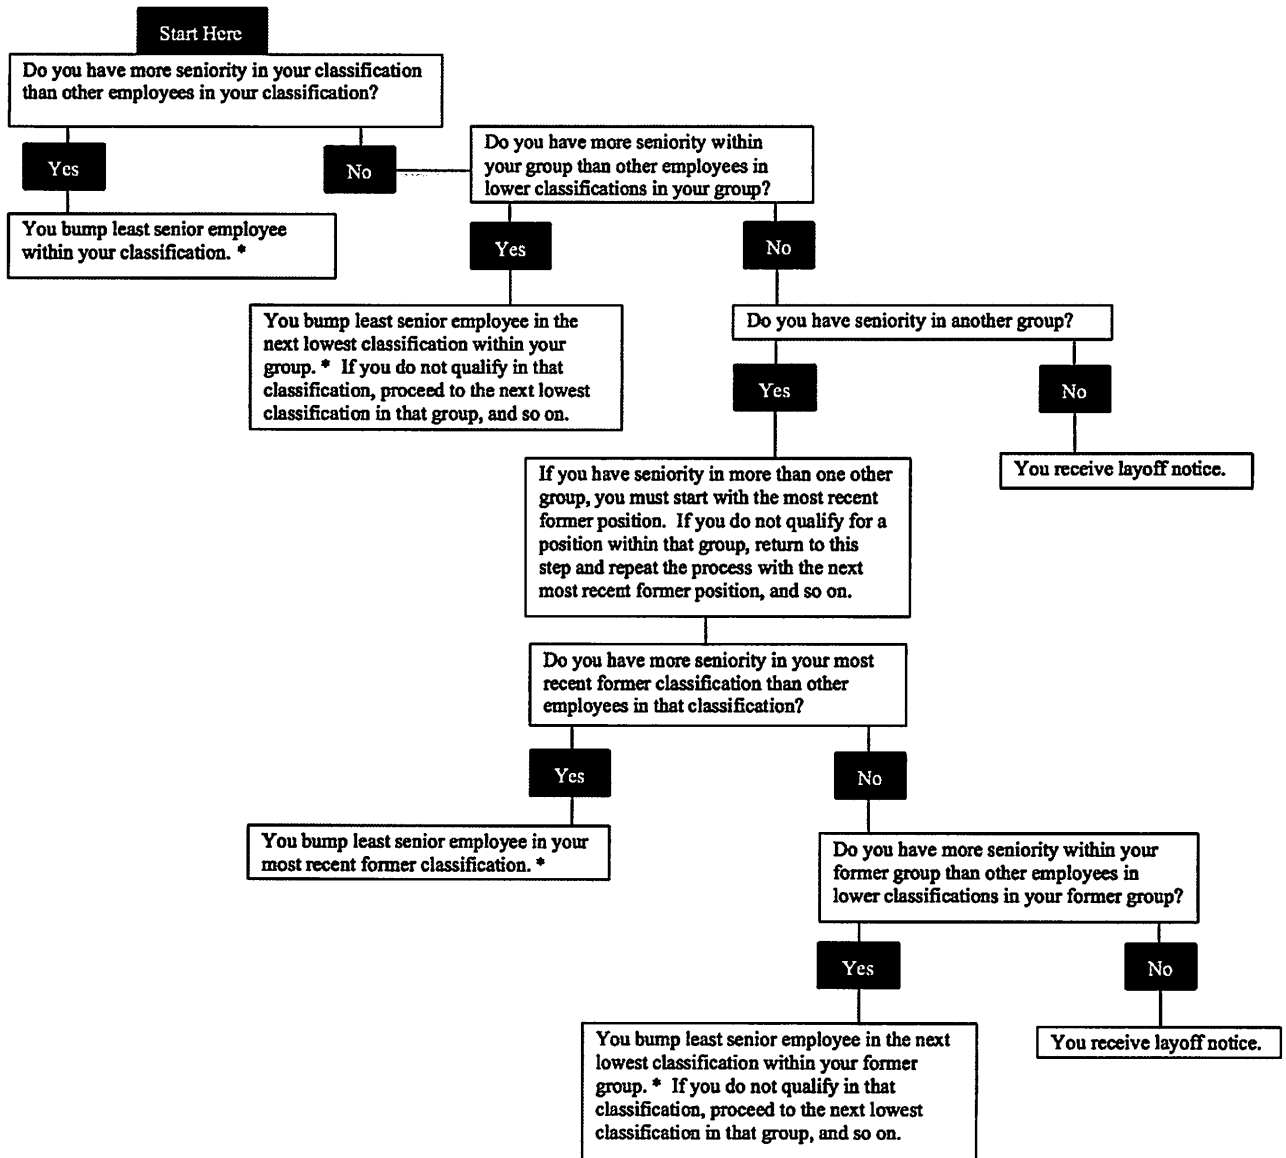 Start Here
Do you have more seniority in your classification
than other employees in your classification?
Yes
No
Do you have more seniority within
your group than other employees in
lower classifications in your group?
You bump least senior employee
within your classification. *
Yes
No
You bump least senior employee in the
next lowest classification within your
group. * If you do not qualify in that
classification, proceed to the next lowest
classification in that group, and so on.
Do you have seniority in another group?
Yes
No
If you have seniority in more than one other
group, you must start with the most recent
former position. If you do not qualify for a
position within that group, return to this
step and repeat the process with the next
most recent former position, and so on.
You receive layoff notice.
Do you have more seniority in your most
recent former classification than other
employees in that classification?
Yes
No
You bump least senior employee in your
most recent former classification. *
Do you have more seniority within your
former group than other employees in
lower classifications in your former group?
Yes
No
You bump least senior employee in the next
lowest classification within your former
group. * If you do not qualify in that
classification, proceed to the next lowest
classification in that group, and so on.
You receive layoff notice.